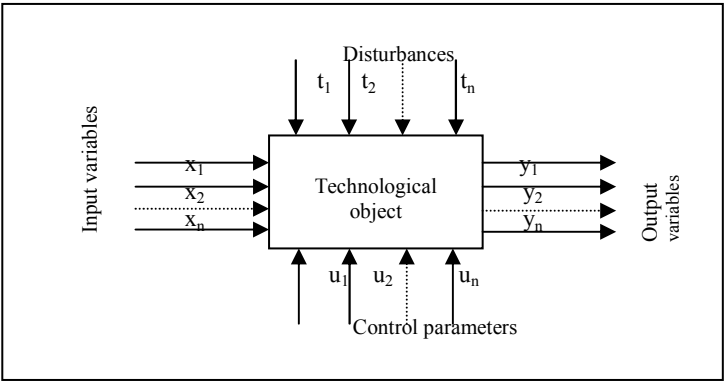 Disturbances
t1 t2 tn
Input variables
x1
x2
xn
Technological
object
y1
y2
yn
Output
variables
u1 u2 un
Control parameters